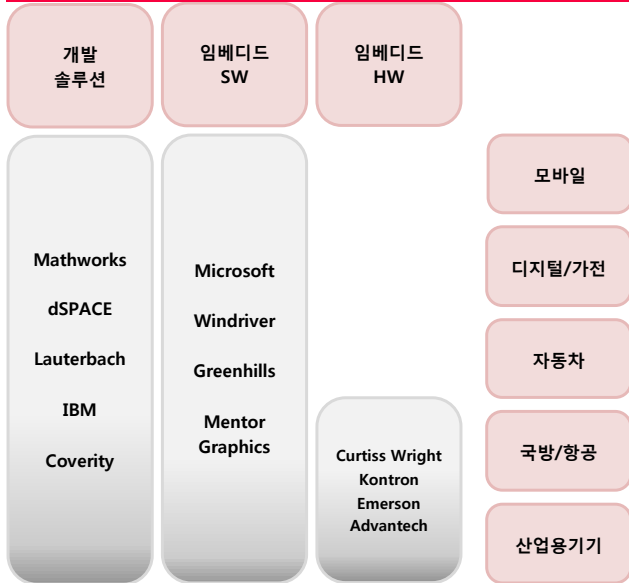 개발
솔루션
임베디드
SW
임베디드
HW
Mathworks
dSPACE
Lauterbach
IBM
Coverity
Microsoft
Windriver
Greenhills
Mentor
Graphics
Curtiss Wright
Kontron
Emerson
Advantech
모바일
디지털/가전
자동차
국방/항공
산업용기기